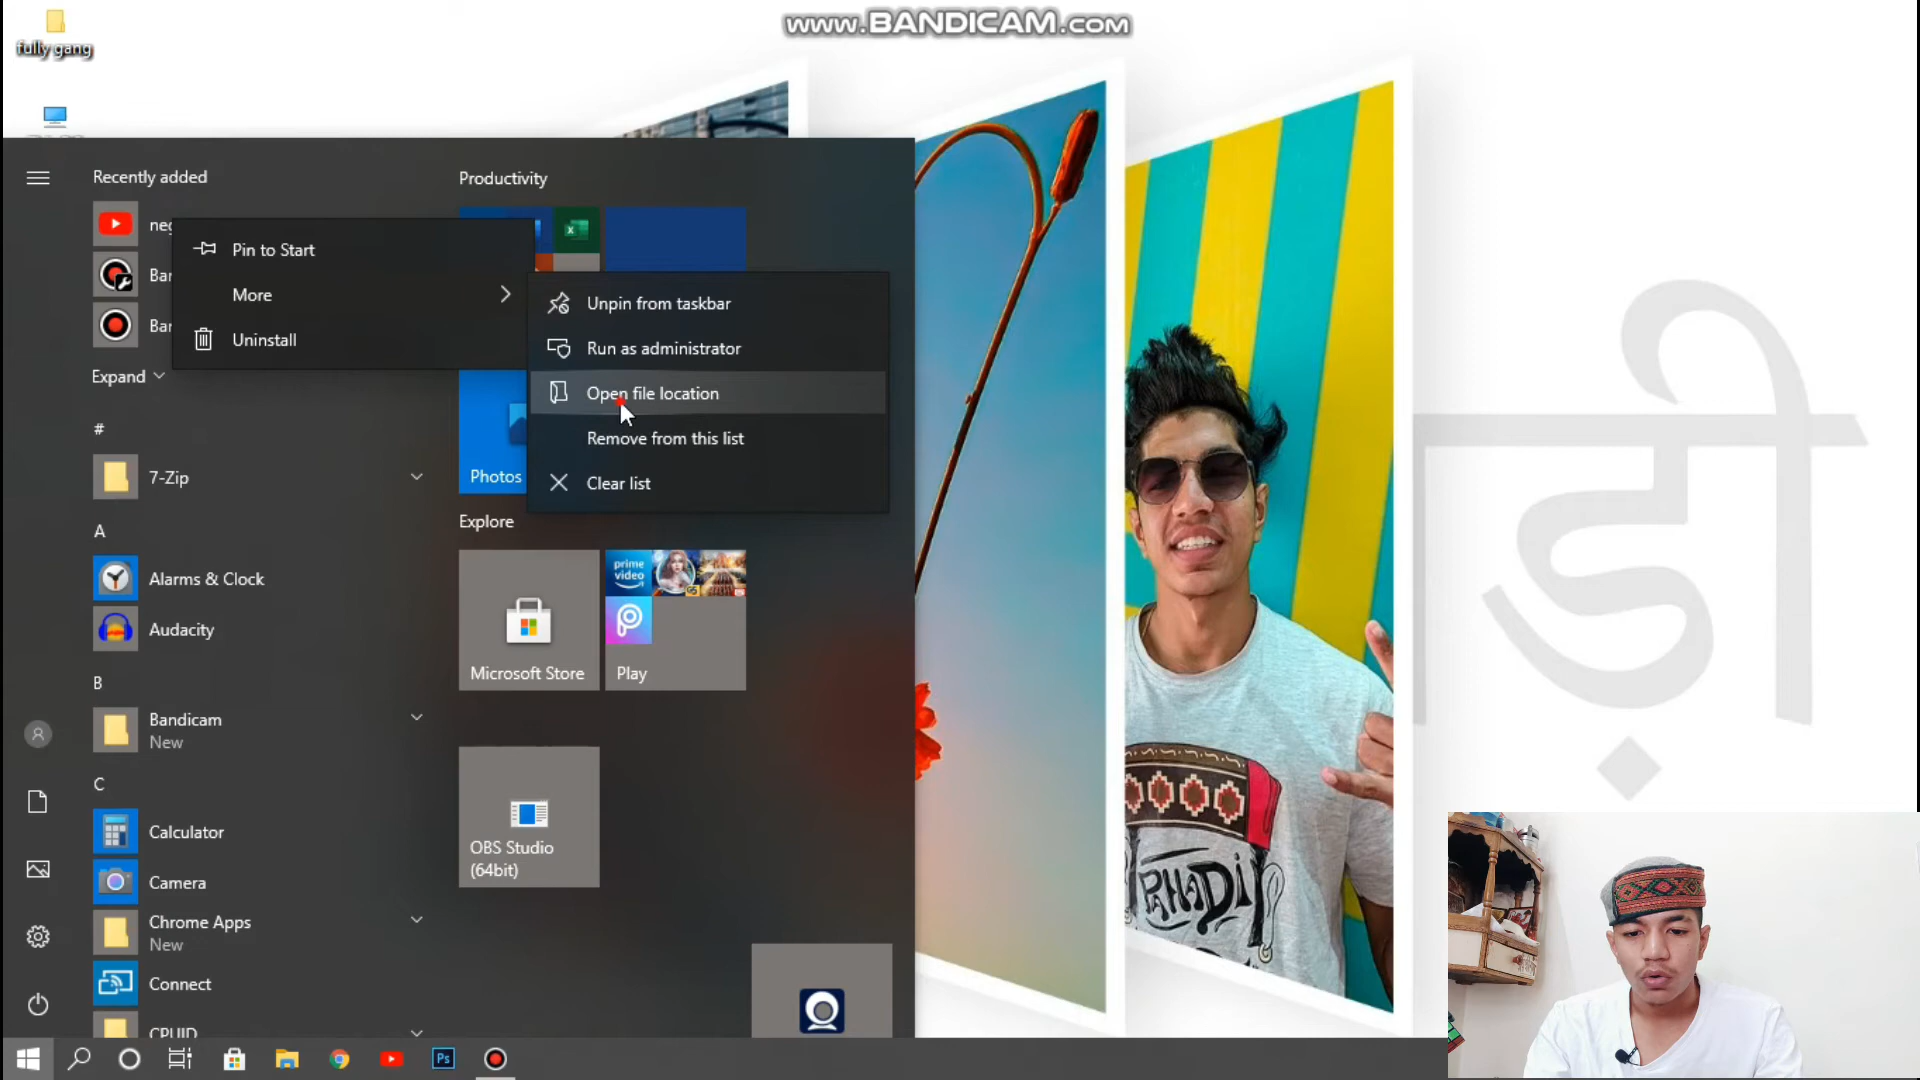 www.BANDICAM.com
fully gang
Recently added
Productivity
Pin to Start
More
Uninstall
Unpin from taskbar
Run as administrator
Open file location
Remove from this list
Clear list
Expand
#
7-Zip
Photos
Explore
A
Alarms & Clock
Audacity
prime video
Microsoft Store
Play
B
Bandicam
New
C
Calculator
Camera
Chrome Apps
New
Connect
CPUID
OBS Studio
(64bit)
Ps
PAHADI
ड़ी